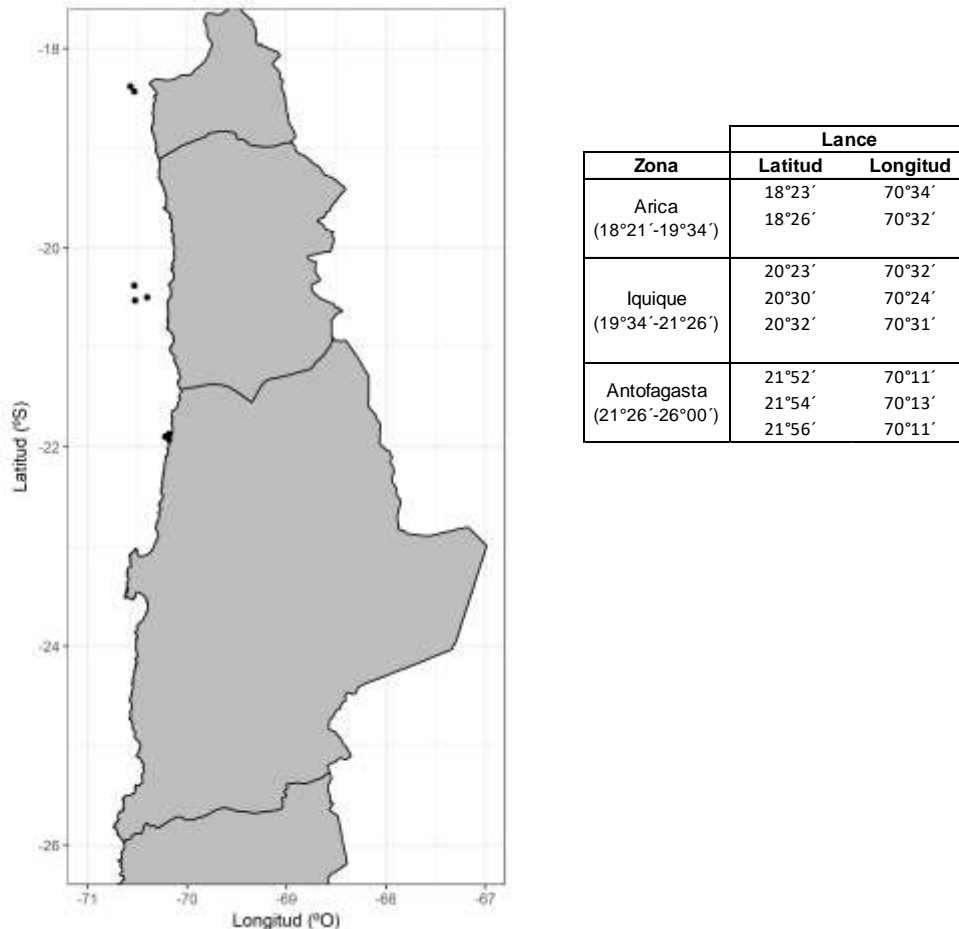 -18
-20
-22
-24
-26
Latitud (ºS)
-71 -70 -69 -68 -67
Longitud (ºO)
Lance
Zona Latitud Longitud
Arica
(18°21´-19°34´)
18°23´ 70°34´
18°26´ 70°32´
Iquique
(19°34´-21°26´)
20°23´ 70°32´
20°30´ 70°24´
20°32´ 70°31´
Antofagasta
(21°26´-26°00´)
21°52´ 70°11´
21°54´ 70°13´
21°56´ 70°11´